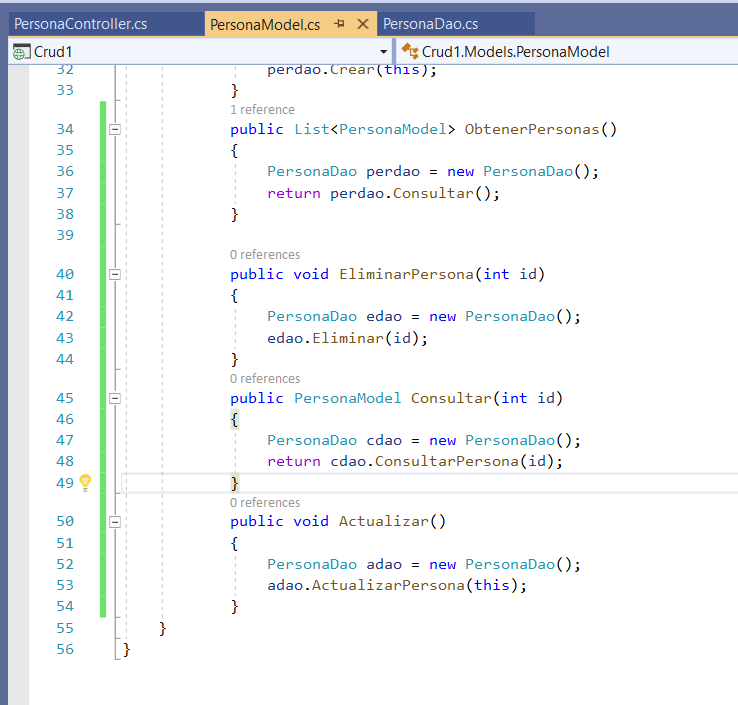 PersonaController.cs PersonaModel.cs PersonaDao.cs
Crud1 Crud1.Models.PersonaModel
32 perdao.Crear(this);
33 }
1 reference
34 public List<PersonaModel> ObtenerPersonas()
35 {
36 PersonaDao perdao = new PersonaDao();
37 return perdao.Consultar();
38 }
39
0 references
40 public void EliminarPersona(int id)
41 {
42 PersonaDao edao = new PersonaDao();
43 edao.Eliminar(id);
44 }
0 references
45 public PersonaModel Consultar(int id)
46 {
47 PersonaDao cdao = new PersonaDao();
48 return cdao.ConsultarPersona(id);
49 }
0 references
50 public void Actualizar()
51 {
52 PersonaDao adao = new PersonaDao();
53 adao.ActualizarPersona(this);
54 }
55 }
56 }